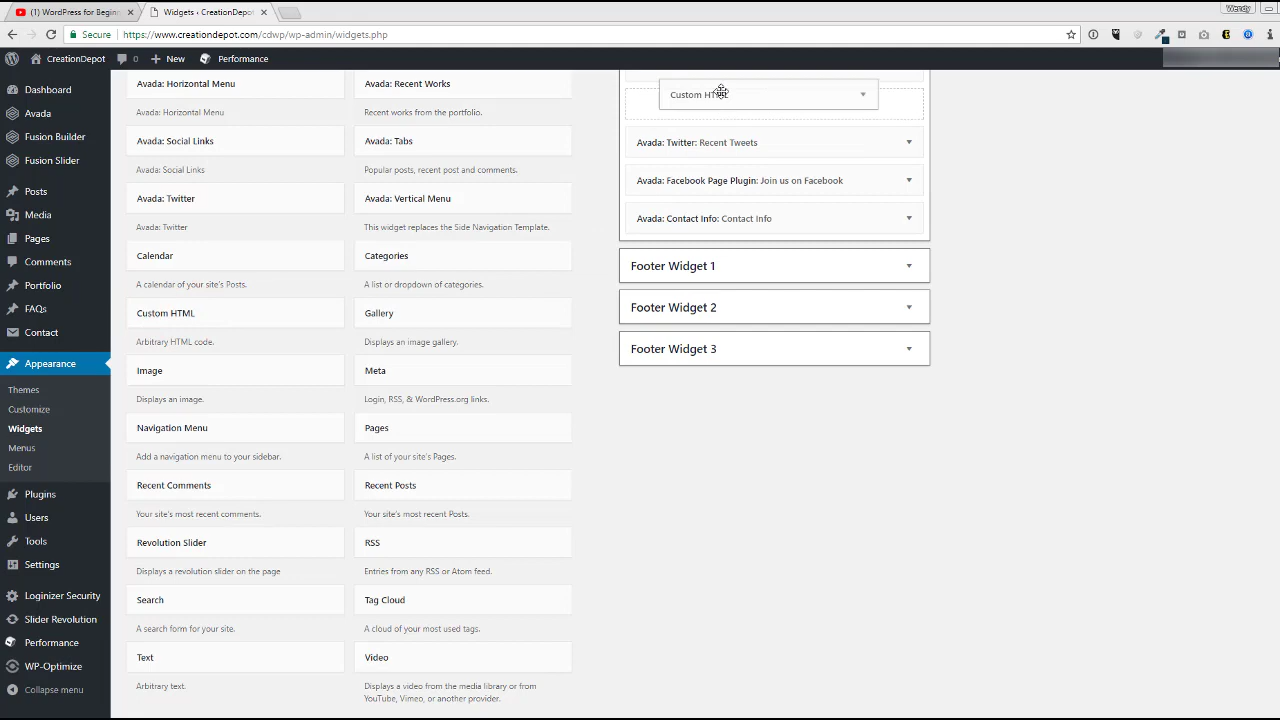 (1) WordPress for Beginn
Widgets ‹ CreationDepot
Wendy
Secure
https://www.creationdepot.com/cdwp/wp-admin/widgets.php
CreationDepot
0
New
Performance
Dashboard
Avada
Fusion Builder
Fusion Slider
Posts
Media
Pages
Comments
Portfolio
FAQs
Contact
Appearance
Themes
Customize
Widgets
Menus
Editor
Plugins
Users
Tools
Settings
Loginizer Security
Slider Revolution
Performance
WP-Optimize
Collapse menu
Avada: Horizontal Menu
Avada: Horizontal Menu
Avada: Recent Works
Recent works from the portfolio.
Avada: Social Links
Avada: Social Links
Avada: Tabs
Popular posts, recent post and comments.
Avada: Twitter
Avada: Twitter
Avada: Vertical Menu
This widget replaces the Side Navigation Template.
Calendar
A calendar of your site's Posts.
Categories
A list or dropdown of categories.
Custom HTML
Arbitrary HTML code.
Gallery
Displays an image gallery.
Image
Displays an image.
Meta
Login, RSS, & WordPress.org links.
Navigation Menu
Add a navigation menu to your sidebar.
Pages
A list of your site's Pages.
Recent Comments
Your site's most recent comments.
Recent Posts
Your site's most recent Posts.
Revolution Slider
Displays a revolution slider on the page
RSS
Entries from any RSS or Atom feed.
Search
A search form for your site.
Tag Cloud
A cloud of your most used tags.
Text
Arbitrary text.
Video
Displays a video from the media library or from
YouTube, Vimeo, or another provider.
Custom HTML
Avada: Twitter: Recent Tweets
Avada: Facebook Page Plugin: Join us on Facebook
Avada: Contact Info: Contact Info
Footer Widget 1
Footer Widget 2
Footer Widget 3